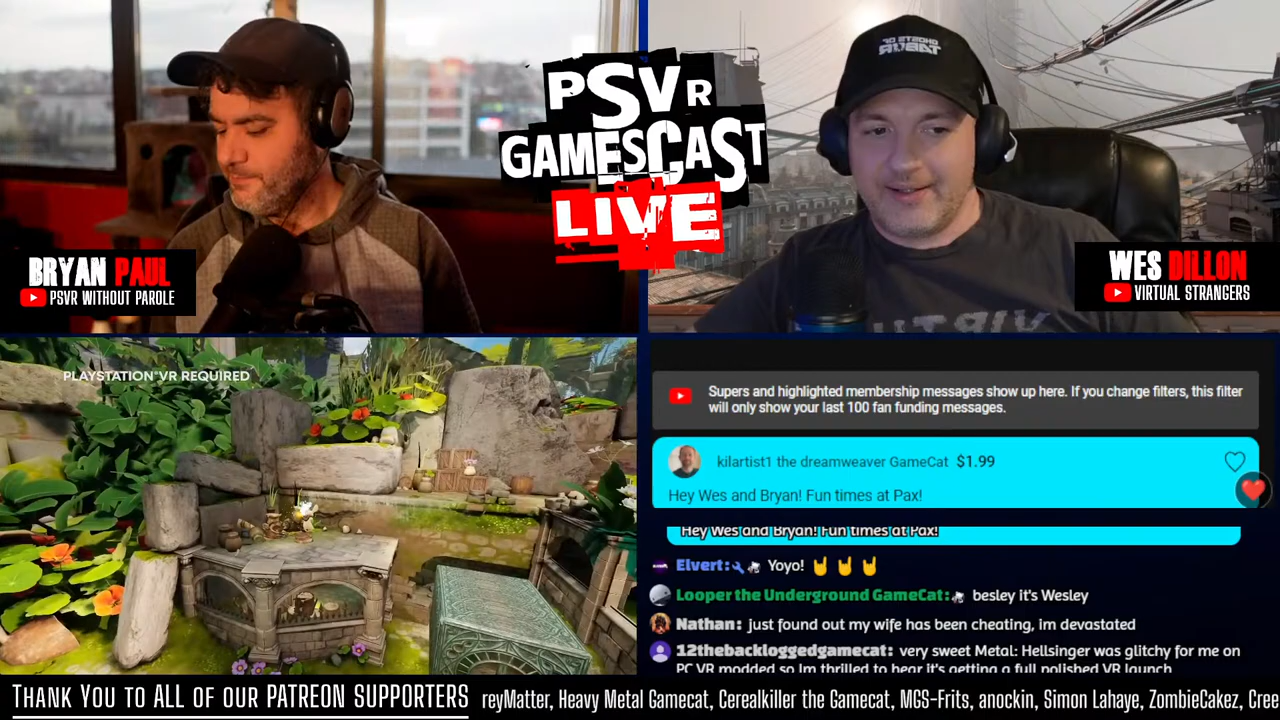 PSVR
GAMESCAST
LIVE
BRYAN PAUL
PSVR WITHOUT PAROLE
GHOSTS OF
TABOR
WES DILLON
VIRTUAL STRANGERS
PLAYSTATION®VR REQUIRED
Supers and highlighted membership messages show up here. If you change filters, this filter
will only show your last 100 fan funding messages.
kilartist1 the dreamweaver GameCat $1.99
Hey Wes and Bryan! Fun times at Pax!
Hey Wes and Bryan! Fun times at Pax!
Elvert: Yoyo! 🤘 🤘 🤘
Looper the Underground GameCat: besley it's Wesley
Nathan: just found out my wife has been cheating, im devastated
12thebackloggedgamecat: very sweet Metal: Hellsinger was glitchy for me on
PC VR modded so Im thrilled to hear it's getting a full polished VR launch
THANK YOU TO ALL OF OUR PATREON SUPPORTERS
reyMatter, Heavy Metal Gamecat, Cerealkiller the Gamecat, MGS-Frits, anockin, Simon Lahaye, ZombieCakez, Cree